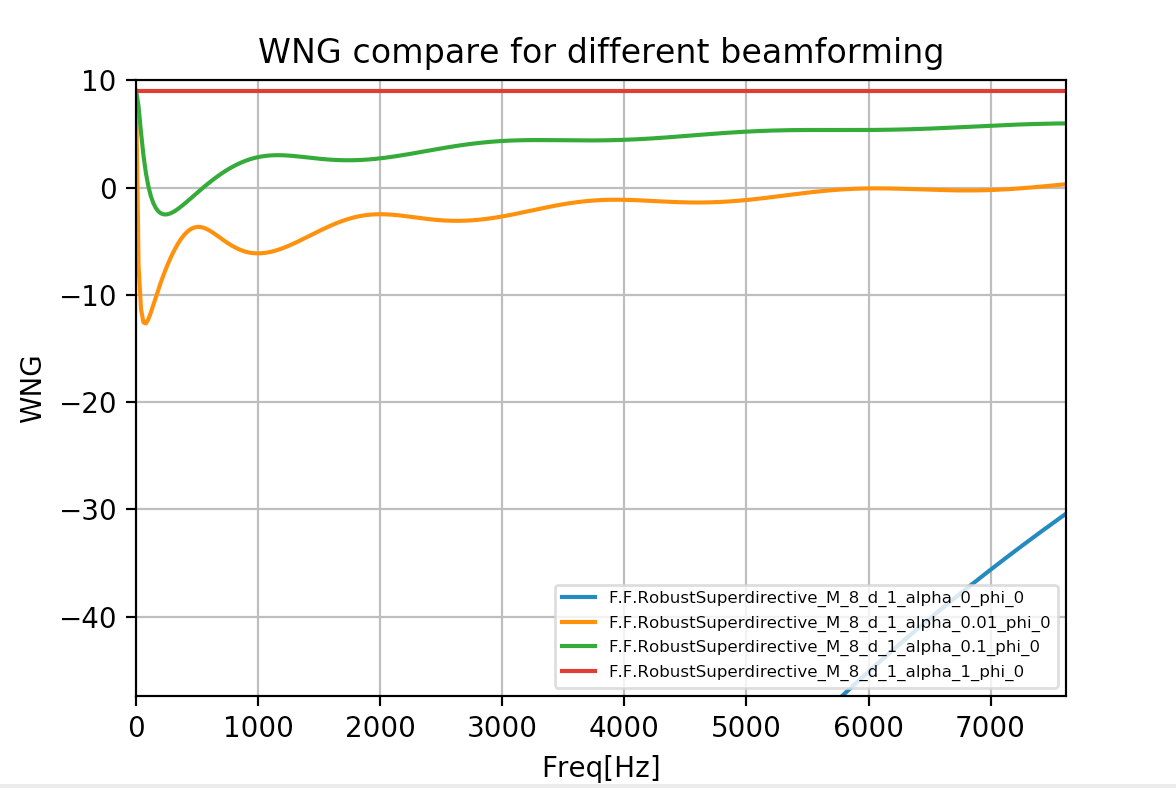 WNG compare for different beamforming
10
0
−10
−20
−30
−40
WNG
F.F.RobustSuperdirective_M_8_d_1_alpha_0_phi_0
F.F.RobustSuperdirective_M_8_d_1_alpha_0.01_phi_0
F.F.RobustSuperdirective_M_8_d_1_alpha_0.1_phi_0
F.F.RobustSuperdirective_M_8_d_1_alpha_1_phi_0
0 1000 2000 3000 4000 5000 6000 7000
Freq[Hz]